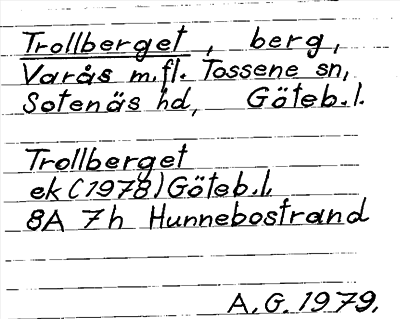 Trollberget, berg,
Varås m.fl. Tossene sn,
Sotenäs hd, Göteb.l.
Trollberget
ek (1978) Göteb.l.
8A 7h Hunnebostrand
A.G. 1979.